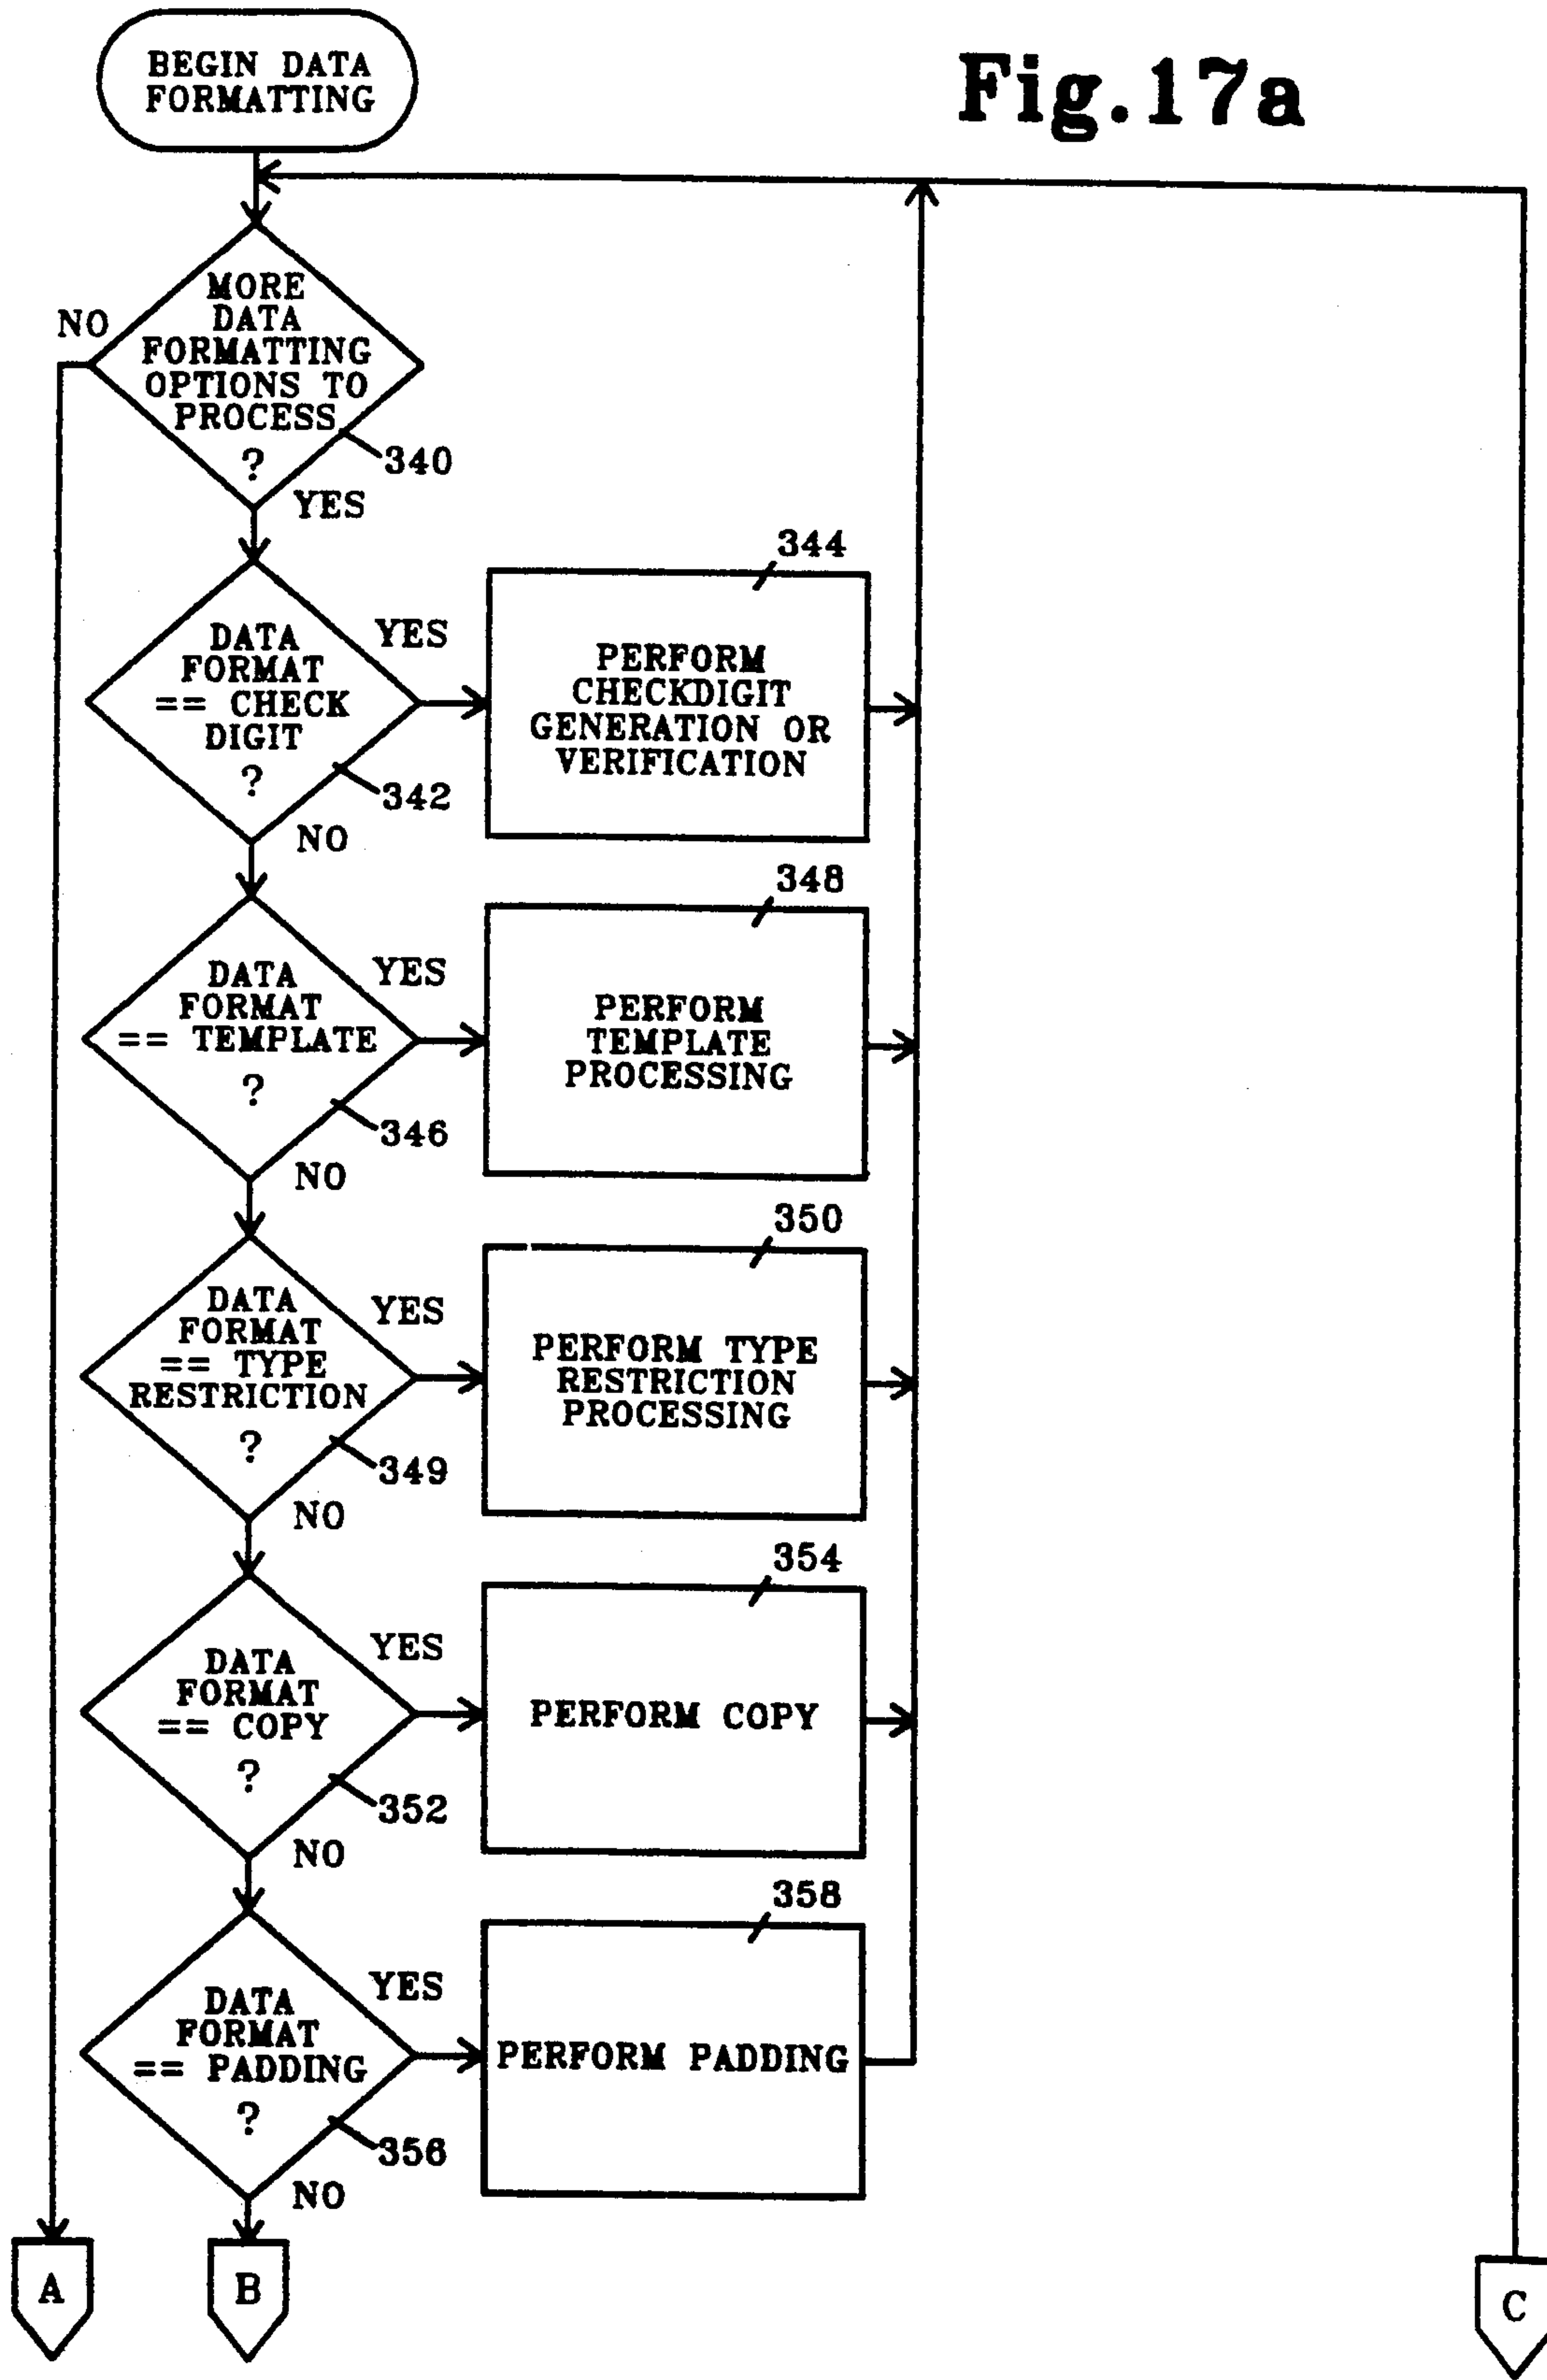 BEGIN DATA
FORMATTING
Fig.17a
MORE
DATA
FORMATTING
OPTIONS TO
PROCESS
?
NO
340
YES
DATA
FORMAT
== CHECK
DIGIT
?
YES
342
NO
344
PERFORM
CHECKDIGIT
GENERATION OR
VERIFICATION
DATA
FORMAT
== TEMPLATE
?
YES
346
NO
348
PERFORM
TEMPLATE
PROCESSING
DATA
FORMAT
== TYPE
RESTRICTION
?
YES
349
NO
350
PERFORM TYPE
RESTRICTION
PROCESSING
DATA
FORMAT
== COPY
?
YES
352
NO
354
PERFORM COPY
DATA
FORMAT
== PADDING
?
YES
356
NO
358
PERFORM PADDING
A
B
C